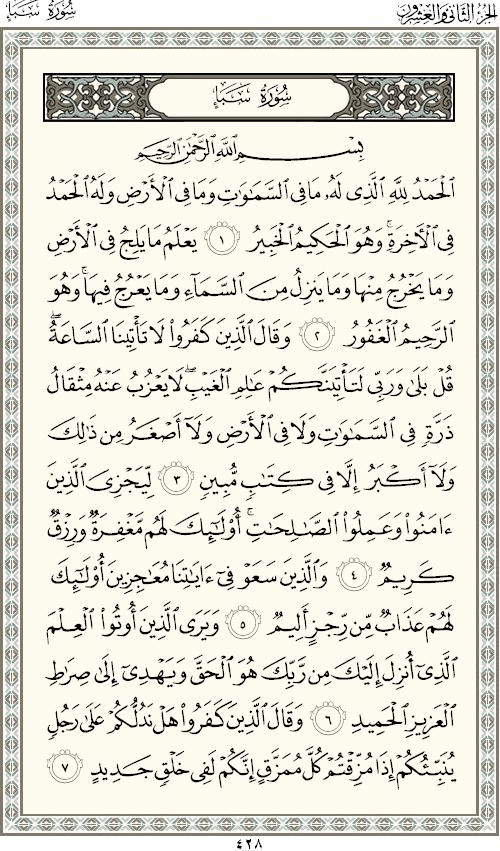 سُورَةُ سَبَإٍ
الجزء الثاني والعشرون
سُورَةُ سَبَإٍ
بِسْمِ ٱللَّهِ ٱلرَّحْمَٰنِ ٱلرَّحِيمِ
ٱلْحَمْدُ لِلَّهِ ٱلَّذِى لَهُۥ مَا فِى ٱلسَّمَٰوَٰتِ وَمَا فِى ٱلْأَرْضِ وَلَهُ ٱلْحَمْدُ
فِى ٱلْأَخِرَةِ ۚ وَهُوَ ٱلْحَكِيمُ ٱلْخَبِيرُ ١ يَعْلَمُ مَا يَلِجُ فِى ٱلْأَرْضِ
وَمَا يَخْرُجُ مِنْهَا وَمَا يَنزِلُ مِنَ ٱلسَّمَآءِ وَمَا يَعْرُجُ فِيهَا ۚ وَهُوَ
ٱلرَّحِيمُ ٱلْغَفُورُ ٢ وَقَالَ ٱلَّذِينَ كَفَرُوا۟ لَا تَأْتِينَا ٱلسَّاعَةُ ۖ
قُلْ بَلَىٰ وَرَبِّى لَتَأْتِيَنَّكُمْ عَٰلِمِ ٱلْغَيْبِ ۖ لَا يَعْزُبُ عَنْهُ مِثْقَالُ
ذَرَّةٍ فِى ٱلسَّمَٰوَٰتِ وَلَا فِى ٱلْأَرْضِ وَلَآ أَصْغَرُ مِن ذَٰلِكَ
وَلَآ أَكْبَرُ إِلَّا فِى كِتَٰبٍ مُّبِينٍ ٣ لِّيَجْزِىَ ٱلَّذِينَ
ءَامَنُوا۟ وَعَمِلُوا۟ ٱلصَّٰلِحَٰتِ ۚ أُو۟لَٰٓئِكَ لَهُم مَّغْفِرَةٌ وَرِزْقٌ
كَرِيمٌ ٤ وَٱلَّذِينَ سَعَوْ فِىٓ ءَايَٰتِنَا مُعَٰجِزِينَ أُو۟لَٰٓئِكَ
لَهُمْ عَذَابٌ مِّن رِّجْزٍ أَلِيمٌ ٥ وَيَرَى ٱلَّذِينَ أُوتُوا۟ ٱلْعِلْمَ
ٱلَّذِىٓ أُنزِلَ إِلَيْكَ مِن رَّبِّكَ هُوَ ٱلْحَقَّ وَيَهْدِىٓ إِلَىٰ صِرَٰطِ
ٱلْعَزِيزِ ٱلْحَمِيدِ ٦ وَقَالَ ٱلَّذِينَ كَفَرُوا۟ هَلْ نَدُلُّكُمْ عَلَىٰ رَجُلٍ
يُنَبِّئُكُمْ إِذَا مُزِّقْتُمْ كُلَّ مُمَزَّقٍ إِنَّكُمْ لَفِى خَلْقٍ جَدِيدٍ ٧
٤٢٨